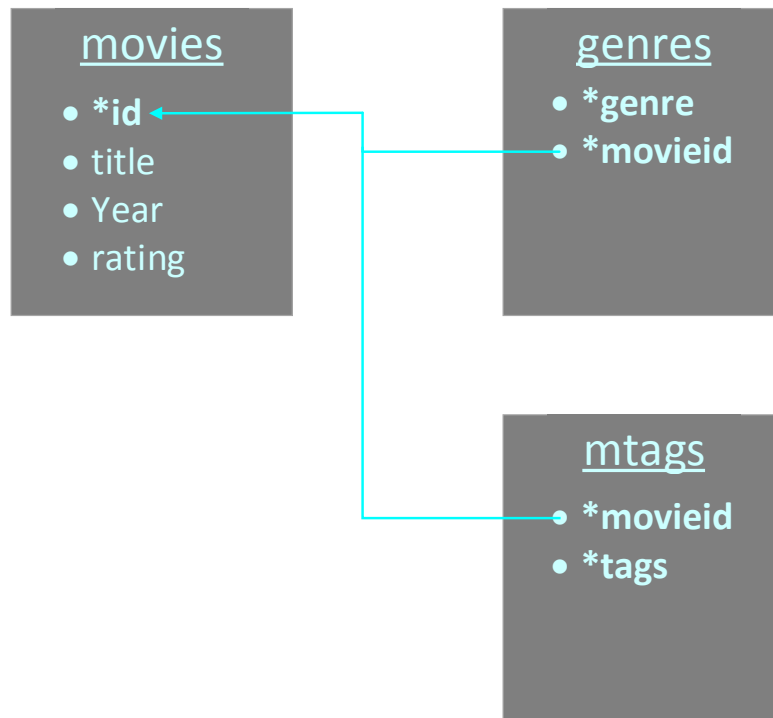 movies
• *id
• title
• Year
• rating
genres
• *genre
• *movieid
mtags
• *movieid
• *tags